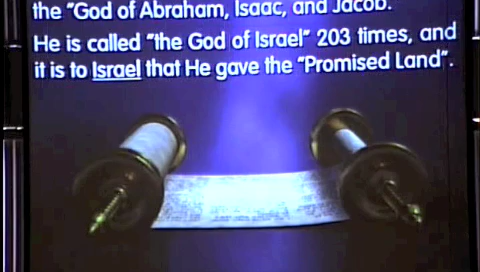 the "God of Abraham, Isaac, and Jacob."
He is called "the God of Israel" 203 times, and
it is to Israel that He gave the "Promised Land".